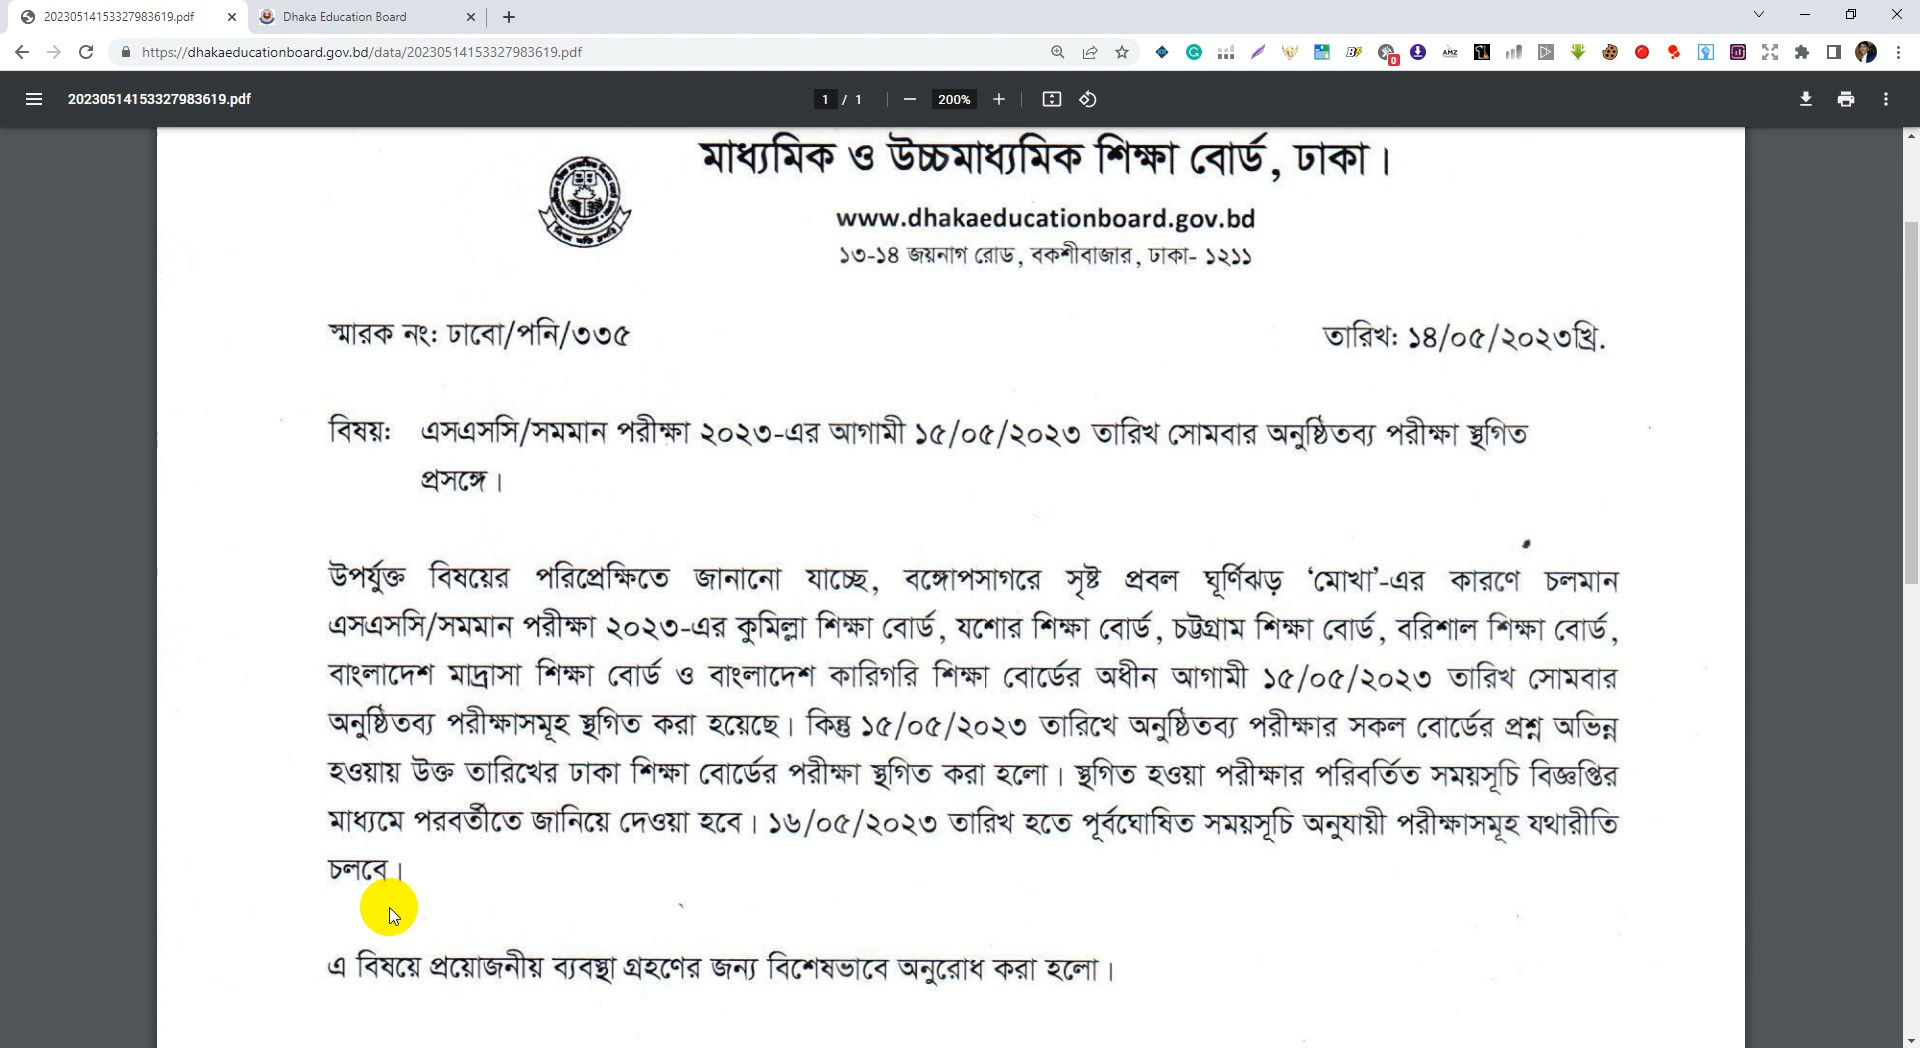 20230514153327983619.pdf
Dhaka Education Board
https://dhakaeducationboard.gov.bd/data/20230514153327983619.pdf
20230514153327983619.pdf
1 / 1
200%
মাধ্যমিক ও উচ্চমাধ্যমিক শিক্ষা বোর্ড, ঢাকা।
www.dhakaeducationboard.gov.bd
১৩-১৪ জয়নাগ রোড, বকশীবাজার, ঢাকা- ১২১১
স্মারক নং: ঢাবো/পনি/৩৩৫
তারিখ: ১৪/০৫/২০২৩খ্রি.
বিষয়: এসএসসি/সমমান পরীক্ষা ২০২৩-এর আগামী ১৫/০৫/২০২৩ তারিখ সোমবার অনুষ্ঠিতব্য পরীক্ষা স্থগিত
প্রসঙ্গে।
উপর্যুক্ত বিষয়ের পরিপ্রেক্ষিতে জানানো যাচ্ছে, বঙ্গোপসাগরে সৃষ্ট প্রবল ঘূর্ণিঝড় ‘মোখা’-এর কারণে চলমান
এসএসসি/সমমান পরীক্ষা ২০২৩-এর কুমিল্লা শিক্ষা বোর্ড, যশোর শিক্ষা বোর্ড, চট্টগ্রাম শিক্ষা বোর্ড, বরিশাল শিক্ষা বোর্ড,
বাংলাদেশ মাদ্রাসা শিক্ষা বোর্ড ও বাংলাদেশ কারিগরি শিক্ষা বোর্ডের অধীন আগামী ১৫/০৫/২০২৩ তারিখ সোমবার
অনুষ্ঠিতব্য পরীক্ষাসমূহ স্থগিত করা হয়েছে। কিন্তু ১৫/০৫/২০২৩ তারিখে অনুষ্ঠিতব্য পরীক্ষার সকল বোর্ডের প্রশ্ন অভিন্ন
হওয়ায় উক্ত তারিখের ঢাকা শিক্ষা বোর্ডের পরীক্ষা স্থগিত করা হলো। স্থগিত হওয়া পরীক্ষার পরিবর্তিত সময়সূচি বিজ্ঞপ্তির
মাধ্যমে পরবর্তীতে জানিয়ে দেওয়া হবে। ১৬/০৫/২০২৩ তারিখ হতে পূর্বঘোষিত সময়সূচি অনুযায়ী পরীক্ষাসমূহ যথারীতি
চলবে।
এ বিষয়ে প্রয়োজনীয় ব্যবস্থা গ্রহণের জন্য বিশেষভাবে অনুরোধ করা হলো।